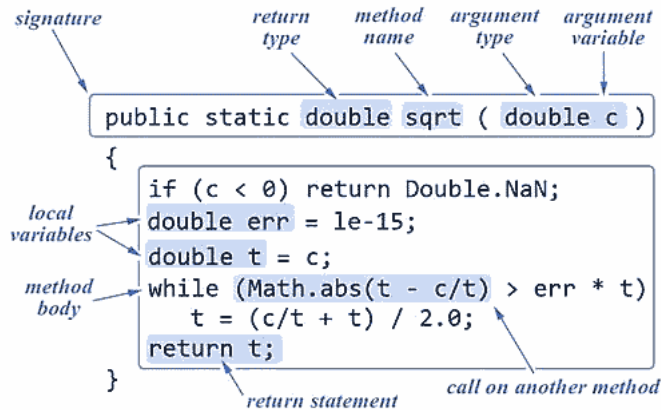 signature
return type
method name
argument type
argument variable
public static double sqrt ( double c )
{
if (c < 0) return Double.NaN;
local variables
double err = 1e-15;
double t = c;
method body
while (Math.abs(t - c/t) > err * t)
t = (c/t + t) / 2.0;
return t;
}
return statement
call on another method